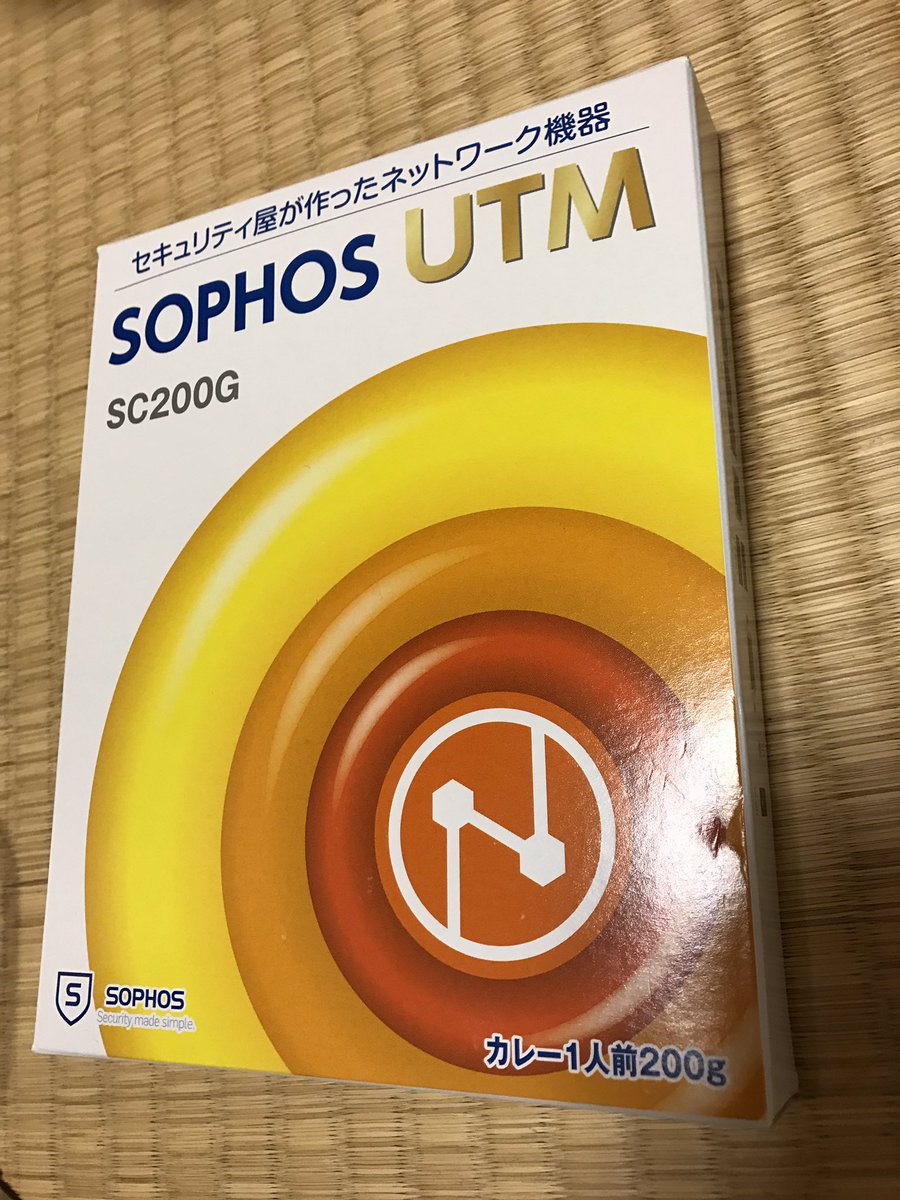 セキュリティ屋が作ったネットワーク機器
SOPHOS UTM
SC200G
S SOPHOS
Security made simple.
カレー1人前200g